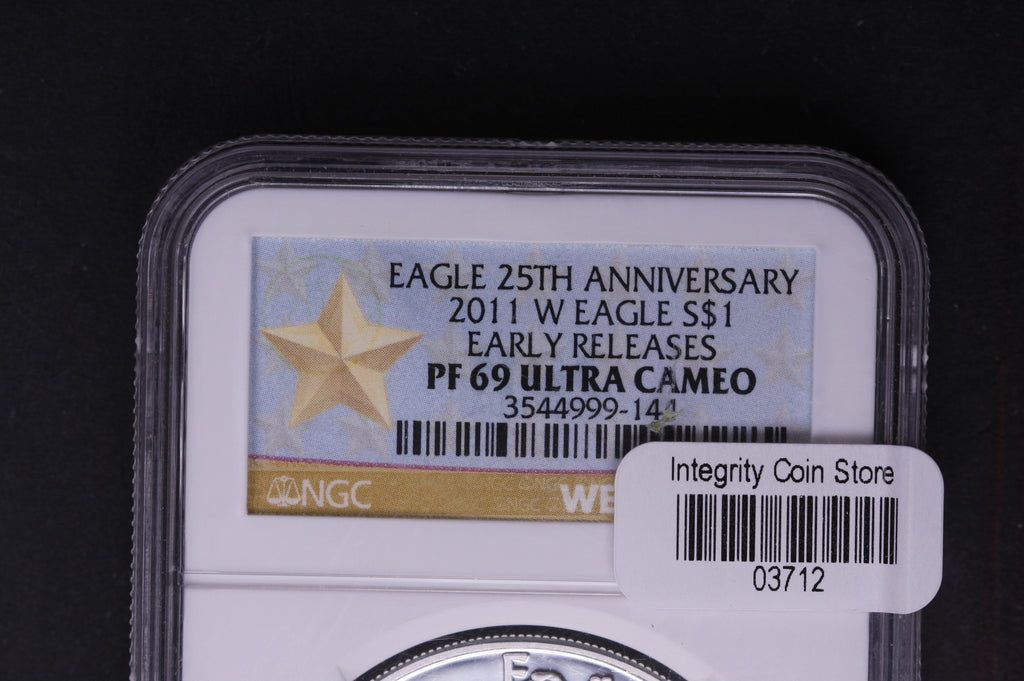 EAGLE 25TH ANNIVERSARY
2011 W EAGLE S$1
EARLY RELEASES
PF 69 ULTRA CAMEO
3544999-144
NGC
WE
Integrity Coin Store
03712